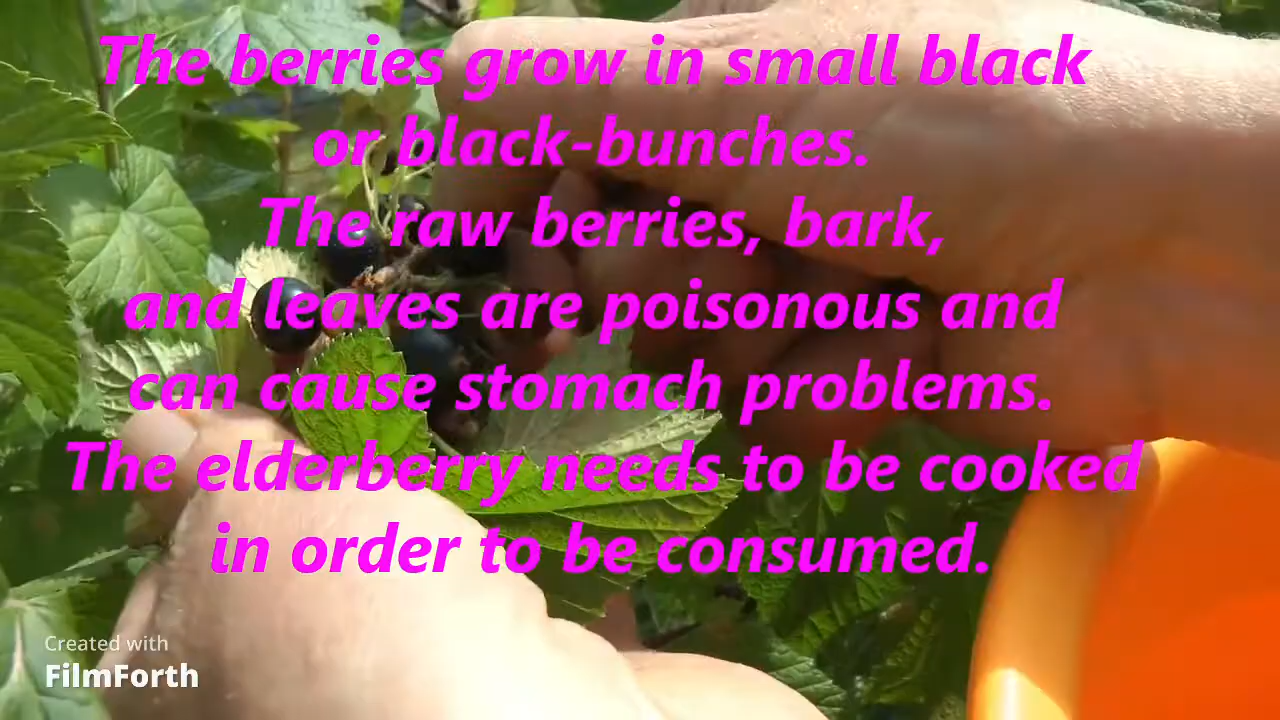 The berries grow in small black
or black-bunches.
The raw berries, bark,
and leaves are poisonous and
can cause stomach problems.
The elderberry needs to be cooked
in order to be consumed.
Created with
FilmForth